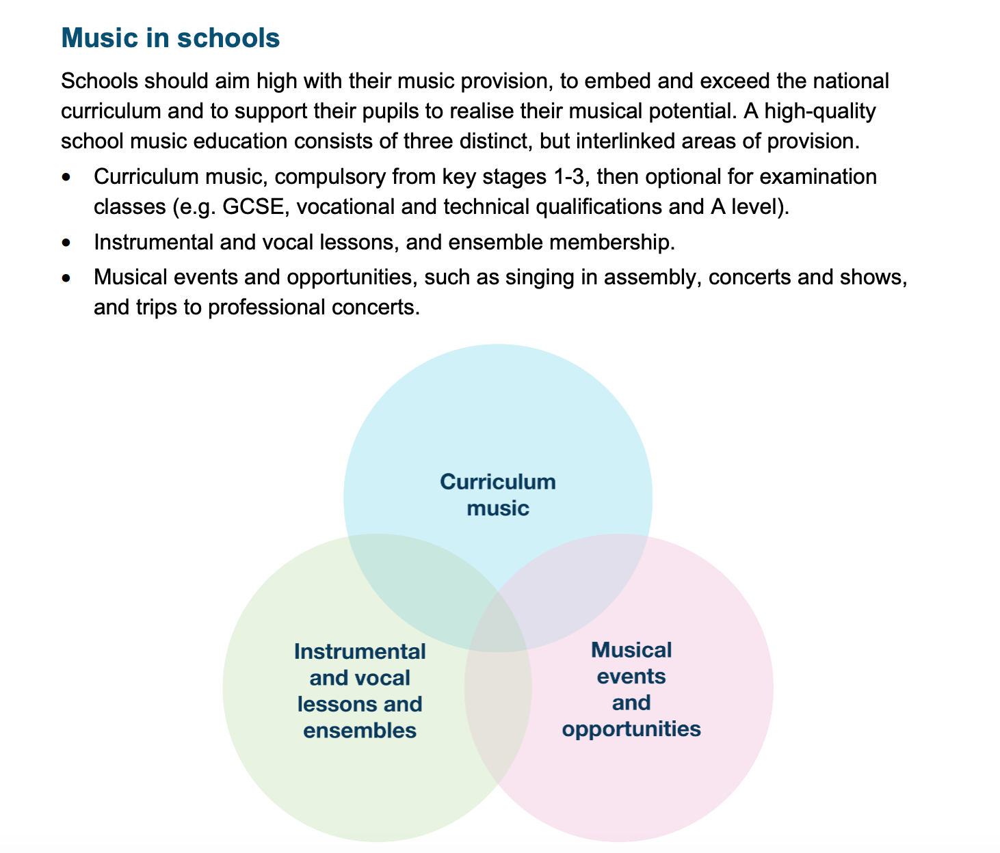 Music in schools
Schools should aim high with their music provision, to embed and exceed the national
curriculum and to support their pupils to realise their musical potential. A high-quality
school music education consists of three distinct, but interlinked areas of provision.
• Curriculum music, compulsory from key stages 1-3, then optional for examination
classes (e.g. GCSE, vocational and technical qualifications and A level).
• Instrumental and vocal lessons, and ensemble membership.
• Musical events and opportunities, such as singing in assembly, concerts and shows,
and trips to professional concerts.
Curriculum
music
Instrumental
and vocal
lessons and
ensembles
Musical
events
and
opportunities